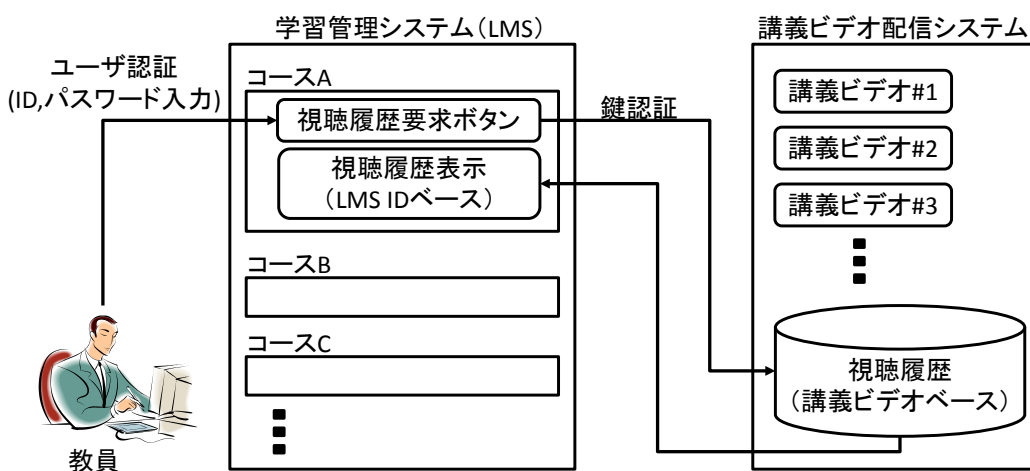 学習管理システム（LMS）
講義ビデオ配信システム
ユーザ認証
(ID,パスワード入力)
コースA
視聴履歴要求ボタン
鍵認証
視聴履歴表示
（LMS IDベース）
コースB
コースC
教員
講義ビデオ#1
講義ビデオ#2
講義ビデオ#3
視聴履歴
（講義ビデオベース）